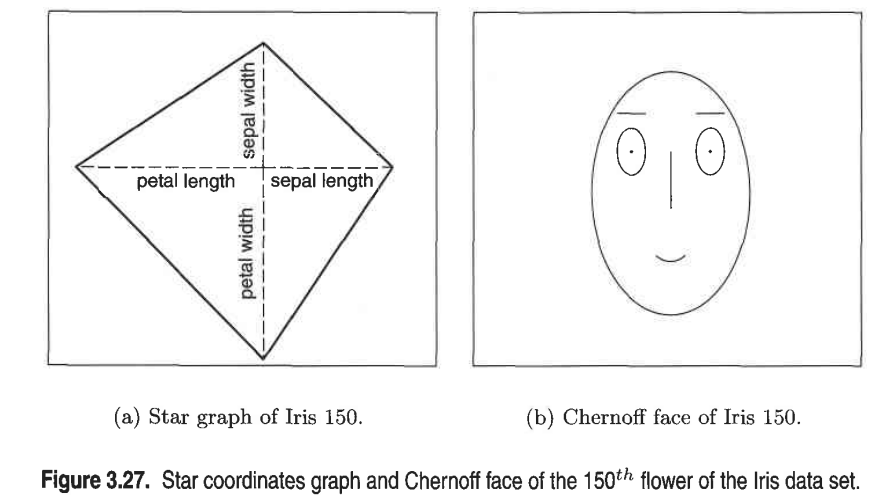 sepal width
petal length
sepal length
petal width
(a) Star graph of Iris 150.
(b) Chernoff face of Iris 150.
Figure 3.27. Star coordinates graph and Chernoff face of the 150th flower of the Iris data set.